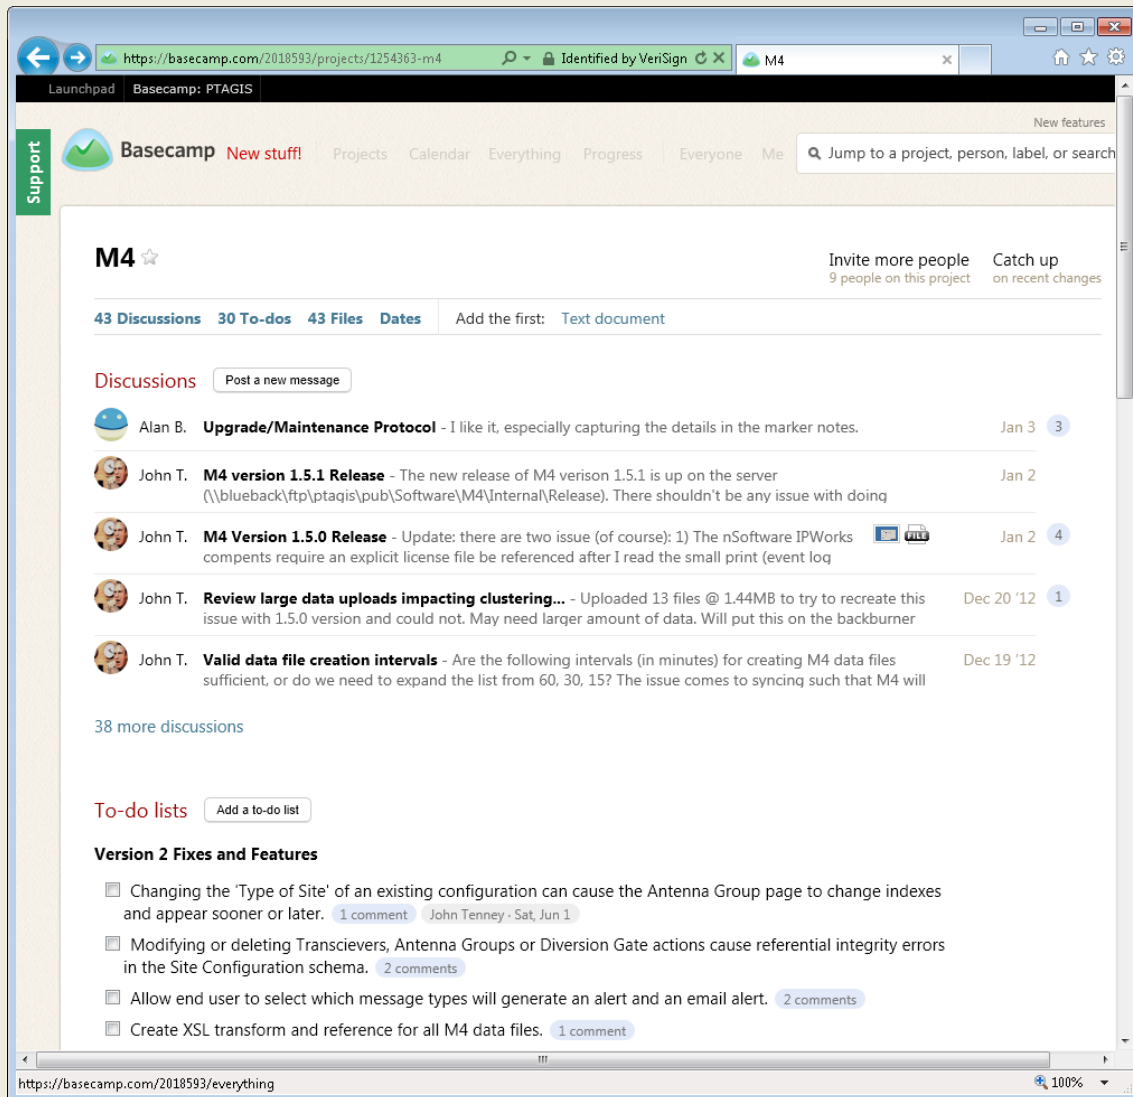 https://basecamp.com/2018593/projects/1254363-m4
Identified by VeriSign
M4
Launchpad
Basecamp: PTAGIS
New features
Support
Basecamp New stuff! Projects Calendar Everything Progress Everyone Me
Jump to a project, person, label, or search
M4
Invite more people
9 people on this project
Catch up
on recent changes
43 Discussions 30 To-dos 43 Files Dates Add the first: Text document
Discussions Post a new message
Alan B. Upgrade/Maintenance Protocol - I like it, especially capturing the details in the marker notes. Jan 3 3
John T. M4 version 1.5.1 Release - The new release of M4 verison 1.5.1 is up on the server Jan 2
(\\blueback\ftp\ptagis\pub\Software\M4\Internal\Release). There shouldn't be any issue with doing
John T. M4 Version 1.5.0 Release - Update: there are two issue (of course): 1) The nSoftware IPWorks FILE Jan 2 4
compents require an explicit license file be referenced after I read the small print (event log
John T. Review large data uploads impacting clustering... - Uploaded 13 files @ 1.44MB to try to recreate this Dec 20 '12 1
issue with 1.5.0 version and could not. May need larger amount of data. Will put this on the backburner
John T. Valid data file creation intervals - Are the following intervals (in minutes) for creating M4 data files Dec 19 '12
sufficient, or do we need to expand the list from 60, 30, 15? The issue comes to syncing such that M4 will
38 more discussions
To-do lists Add a to-do list
Version 2 Fixes and Features
Changing the 'Type of Site' of an existing configuration can cause the Antenna Group page to change indexes
and appear sooner or later. 1 comment John Tenney · Sat, Jun 1
Modifying or deleting Transcievers, Antenna Groups or Diversion Gate actions cause referential integrity errors
in the Site Configuration schema. 2 comments
Allow end user to select which message types will generate an alert and an email alert. 2 comments
Create XSL transform and reference for all M4 data files. 1 comment
https://basecamp.com/2018593/everything
100%